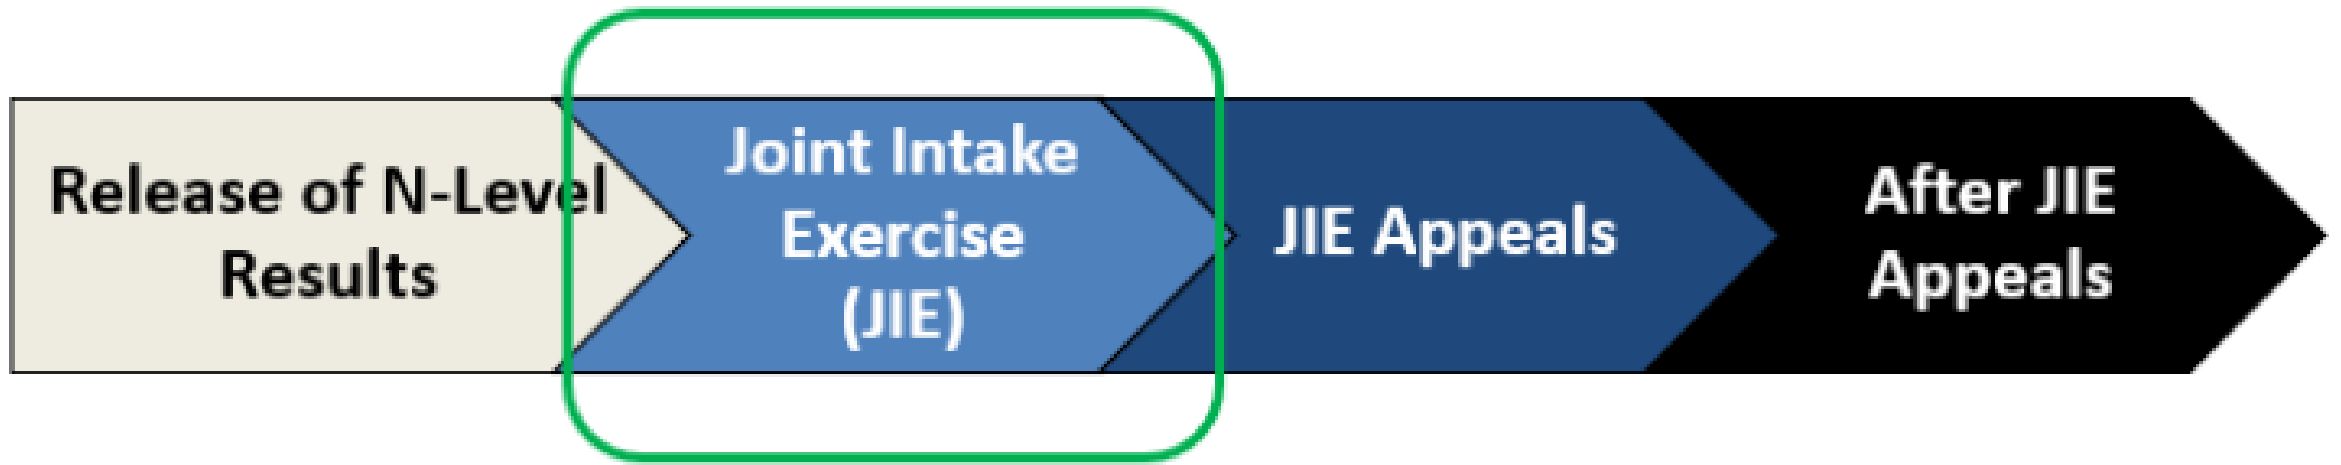 Release of N-Level
Results
Joint Intake
Exercise
(JIE)
JIE Appeals
After JIE
Appeals